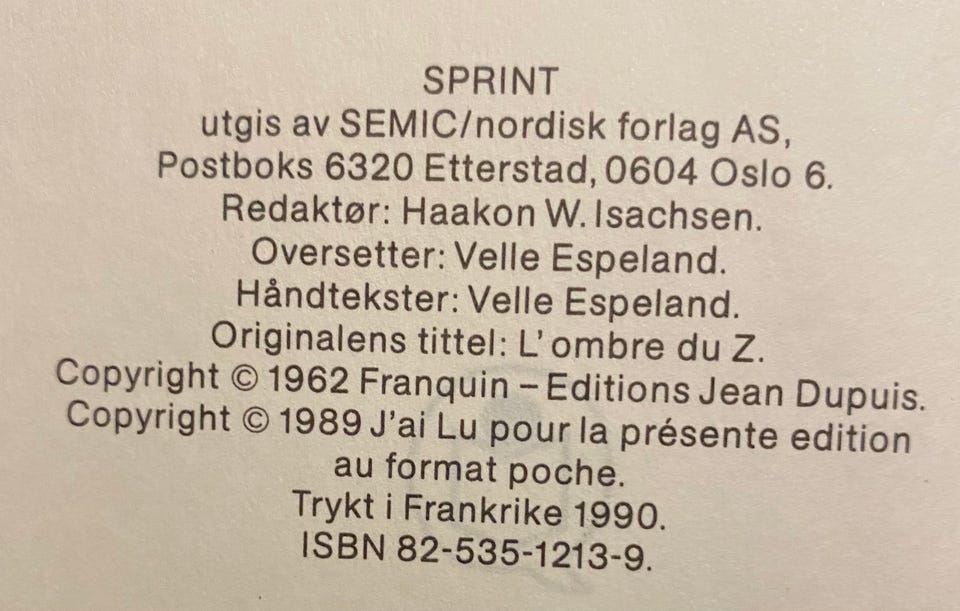 SPRINT
utgis av SEMIC/nordisk forlag AS,
Postboks 6320 Etterstad, 0604 Oslo 6.
Redaktør: Haakon W. Isachsen.
Oversetter: Velle Espeland.
Håndtekster: Velle Espeland.
Originalens tittel: L'ombre du Z.
Copyright © 1962 Franquin – Editions Jean Dupuis.
Copyright © 1989 J'ai Lu pour la présente edition
au format poche.
Trykt i Frankrike 1990.
ISBN 82-535-1213-9.